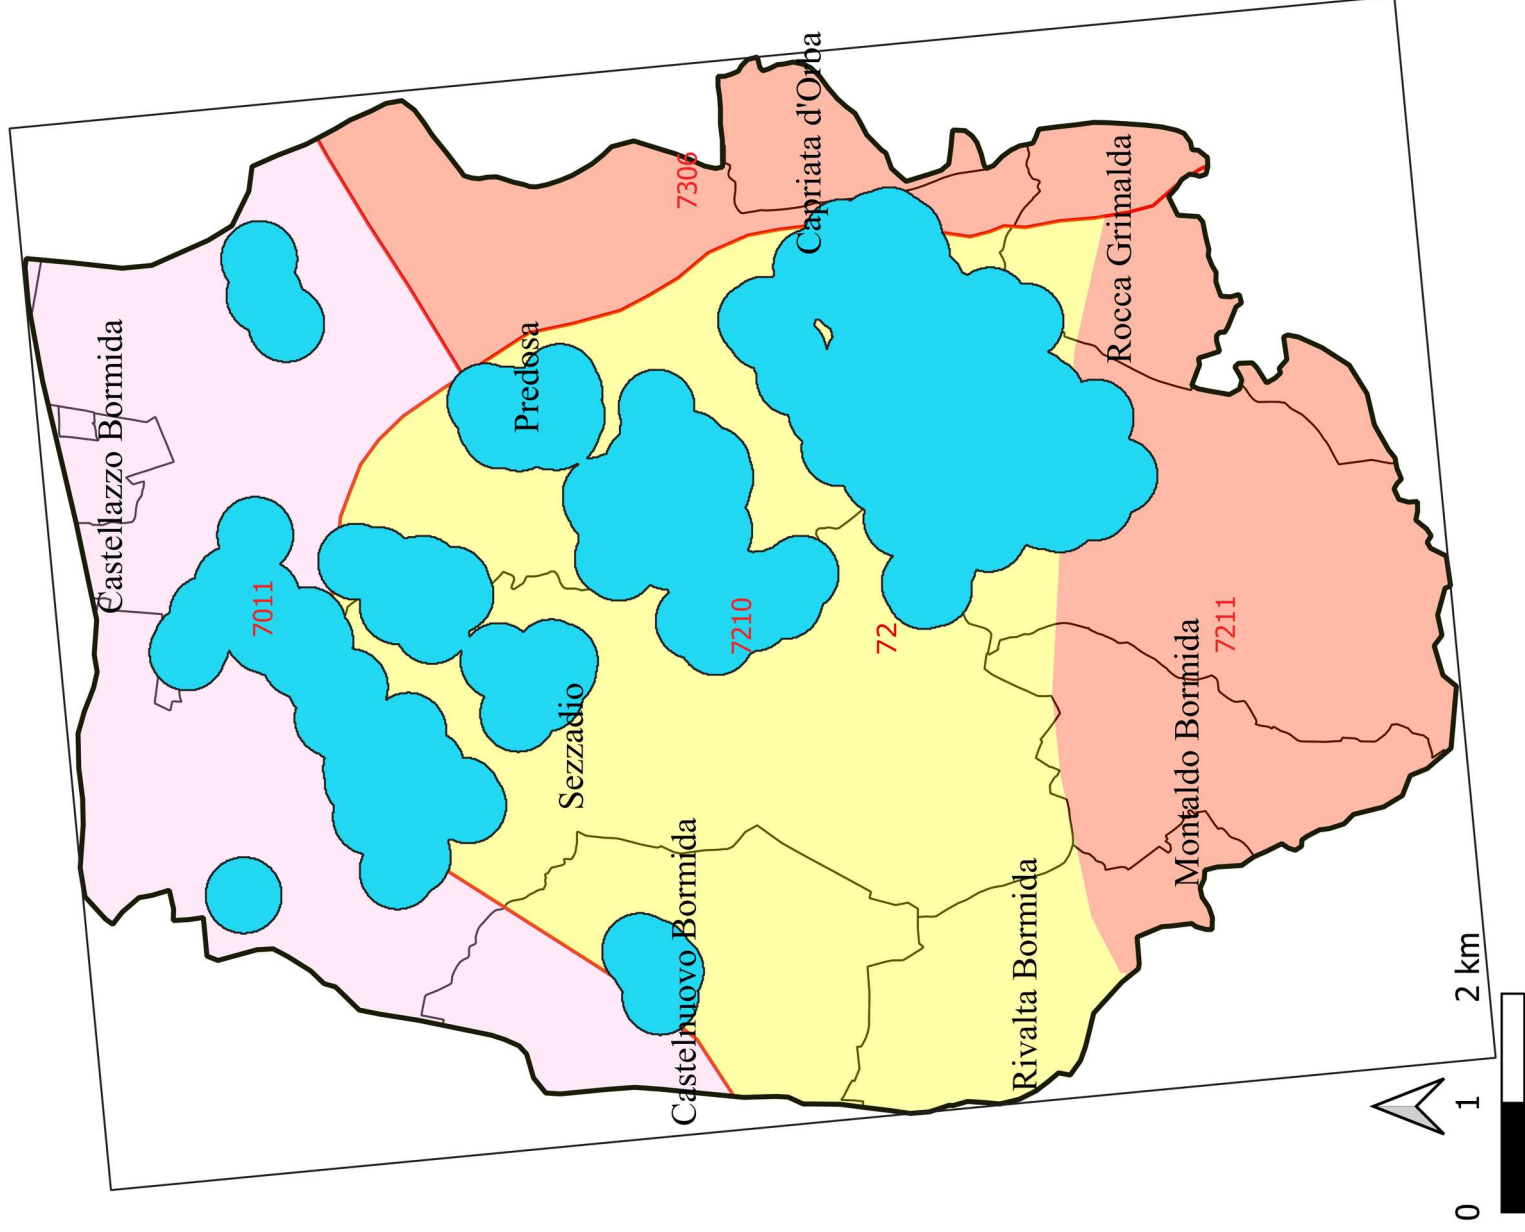 Castellazzo Bormida
7011
Predosa
Sezzadio
Castelnuovo Bormida
7306
7210
Capriata d'Orba
72
Rivalta Bormida
Rocca Grimalda
Montaldo Bormida
7211
0 1 2 km